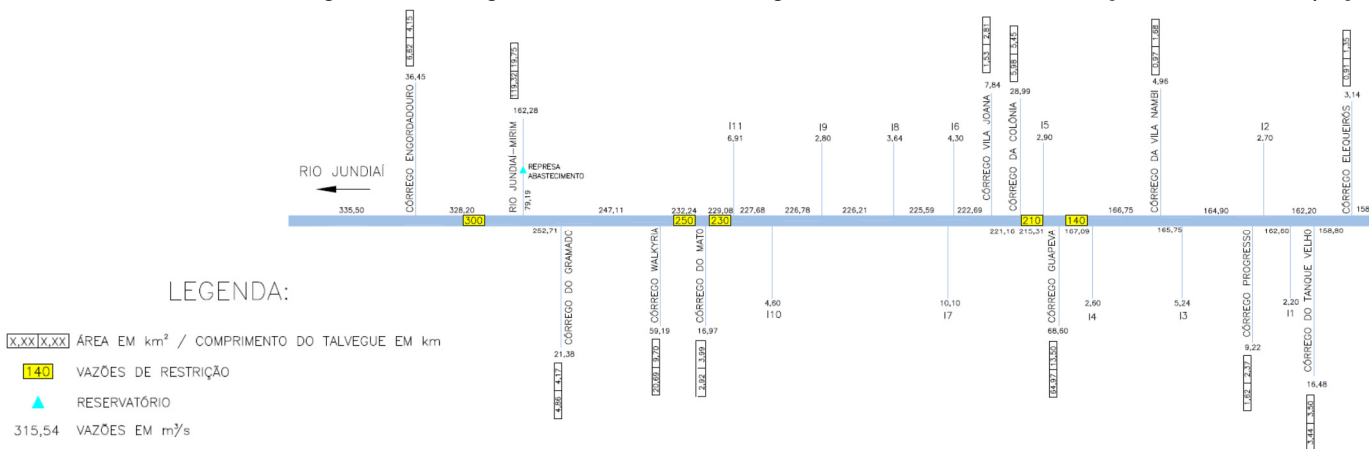 6,82 4,15
36,45
CÓRREGO ENGORDADOURO
119,32 19,75
162,28
RIO JUNDIAÍ-MIRIM
REPRESA
ABASTECIMENTO
79,19
I11
6,91
I9
2,80
I8
3,64
I6
4,30
1,53 2,81
7,84
CÓRREGO VILA JOANA
5,98 5,45
28,99
CÓRREGO DA COLÔNIA
I5
2,90
0,97 1,68
4,96
CÓRREGO DA VILA NAMBI
I2
2,70
0,91 1,35
3,14
CÓRREGO ELEQUEIRÓS
RIO JUNDIAÍ
335,50 328,20 247,11 232,24 229,08 227,68 226,78 226,21 225,59 222,69 166,75 164,90 162,20 158
300 250 230 210 140
252,71 221,16 215,31 167,09 165,75 162,60 158,80
CÓRREGO DO GRAMADO
21,38
4,86 4,17
CÓRREGO WALKYRIA
59,19
20,69 9,70
CÓRREGO DO MATO
16,97
2,92 3,99
4,60
I10
10,10
I7
CÓRREGO GUAPEVA
68,60
64,97 13,50
2,60
I4
5,24
I3
CÓRREGO PROGRESSO
9,22
1,62 2,37
2,20
I1
CÓRREGO DO TANQUE VELHO
16,48
3,44 3,50
LEGENDA:
X,XX X,XX ÁREA EM km² / COMPRIMENTO DO TALVEGUE EM km
140 VAZÕES DE RESTRIÇÃO
RESERVATÓRIO
315,54 VAZÕES EM m³/s